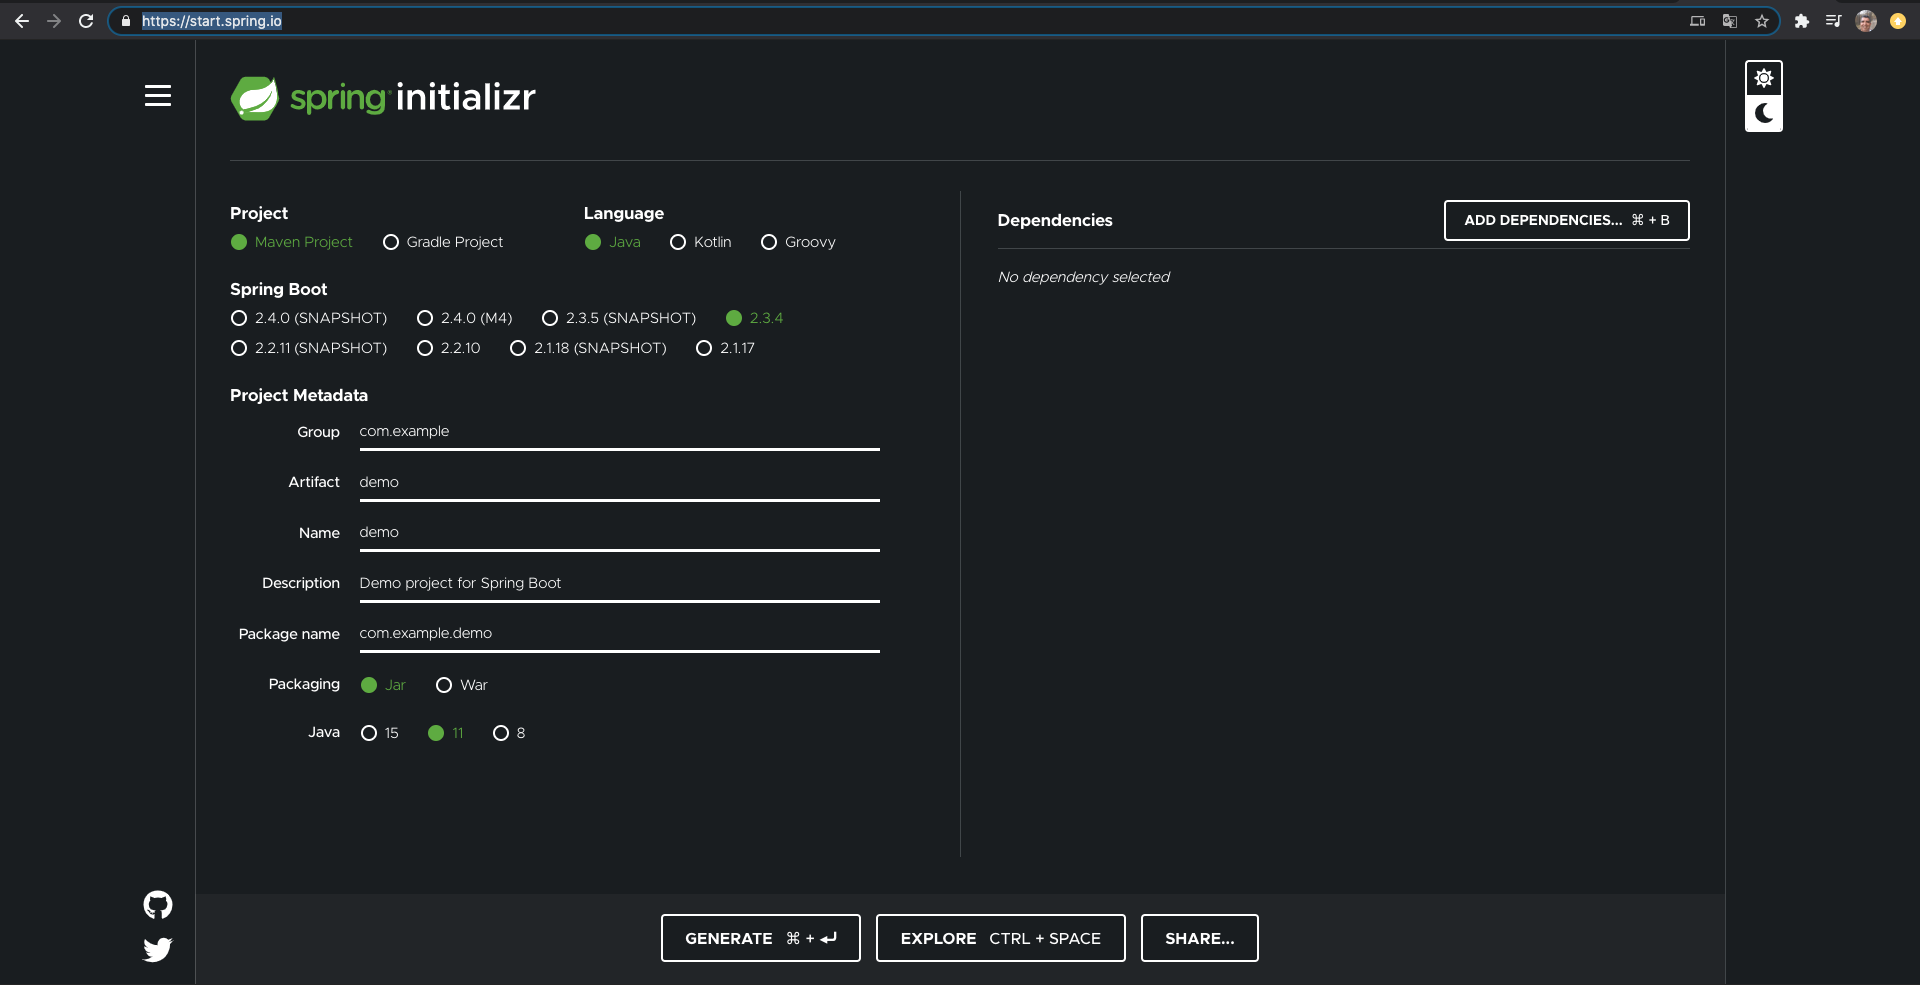 https://start.spring.io
spring initializr
Project
Maven Project Gradle Project
Language
Java Kotlin Groovy
Spring Boot
2.4.0 (SNAPSHOT) 2.4.0 (M4) 2.3.5 (SNAPSHOT) 2.3.4
2.2.11 (SNAPSHOT) 2.2.10 2.1.18 (SNAPSHOT) 2.1.17
Project Metadata
Group com.example
Artifact demo
Name demo
Description Demo project for Spring Boot
Package name com.example.demo
Packaging Jar War
Java 15 11 8
Dependencies
ADD DEPENDENCIES... ⌘ + B
No dependency selected
GENERATE ⌘ + ↵
EXPLORE CTRL + SPACE
SHARE...